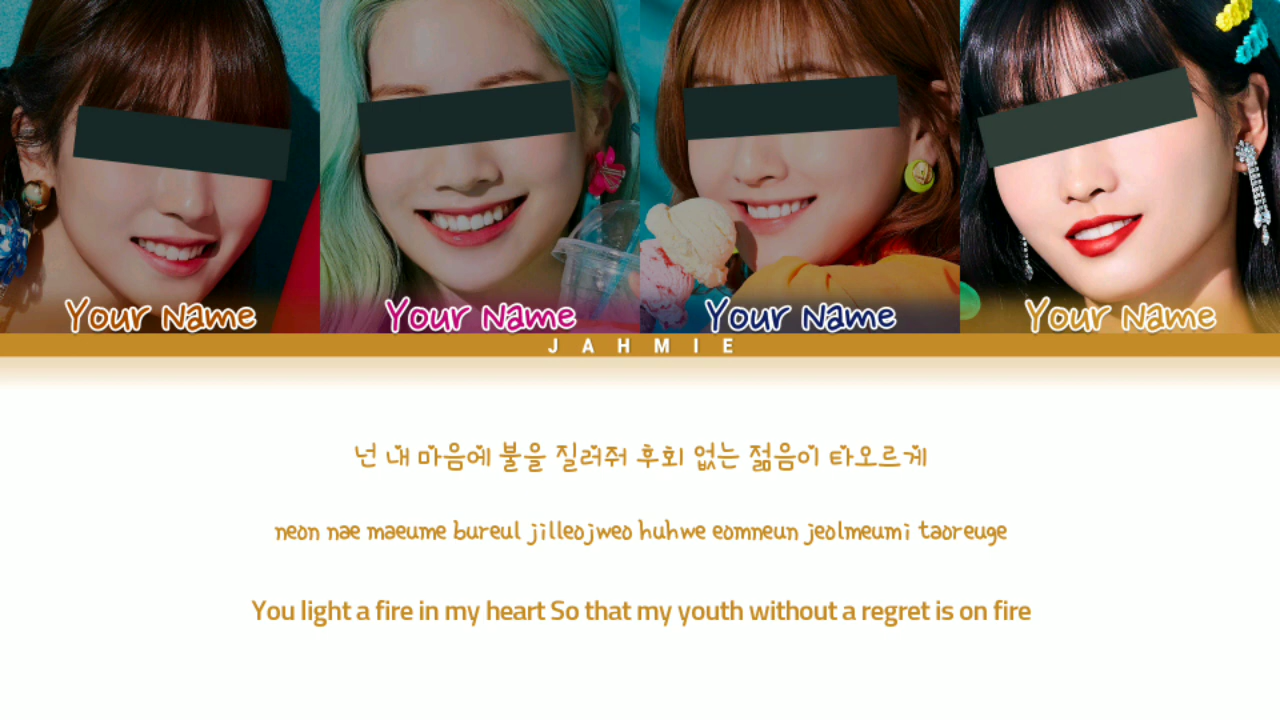 Your Name Your Name Your Name Your Name
JAHMIE
넌 내 마음에 불을 질러줘 후회 없는 젊음이 타오르게
neon nae maeume bureul jilleojweo huhwe eomneun jeolmeumi taoreuge
You light a fire in my heart So that my youth without a regret is on fire